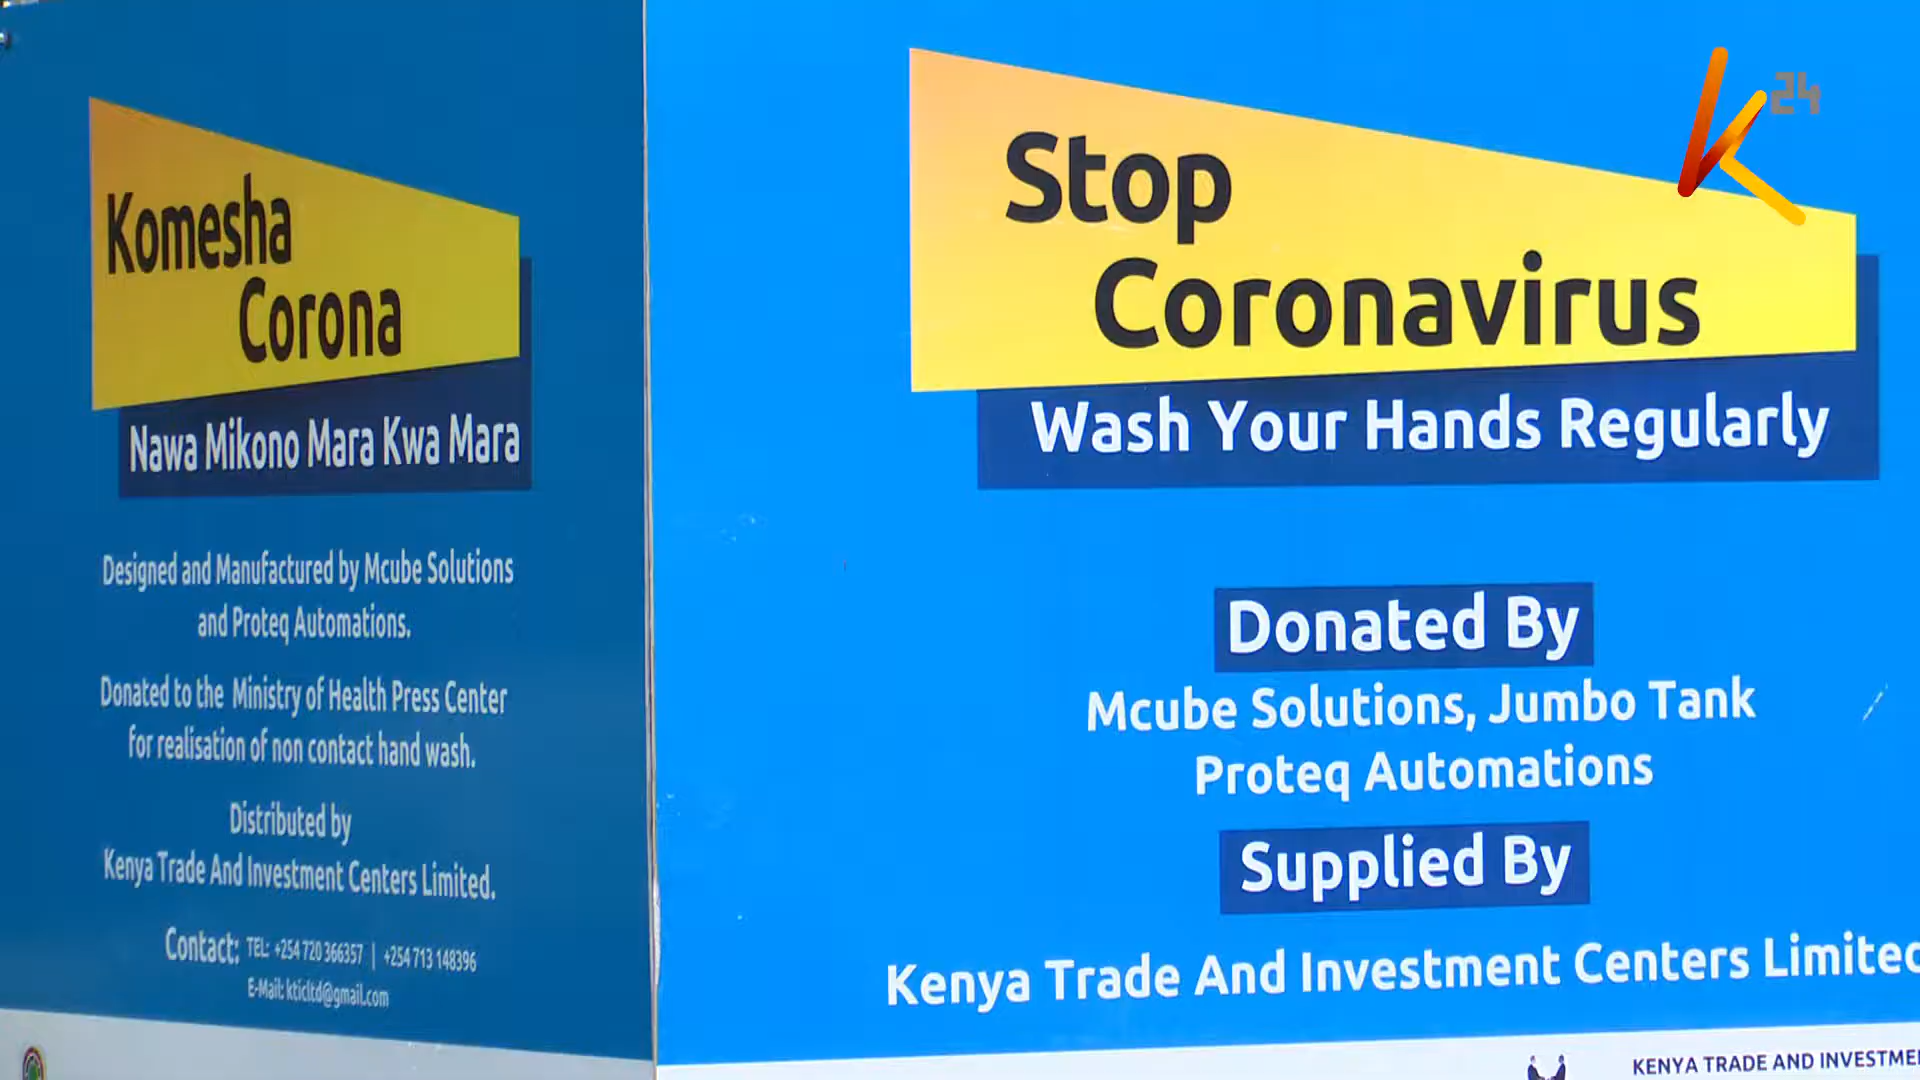 Komesha
Corona
Nawa Mikono Mara Kwa Mara
Designed and Manufactured by Mcube Solutions
and Proteq Automations.
Donated to the Ministry of Health Press Center
for realisation of non contact hand wash.
Distributed by
Kenya Trade And Investment Centers Limited.
Contact: TEL: +254 720 366357 | +254 713 148396
E-Mail: kticltd@gmail.com
K24
Stop
Coronavirus
Wash Your Hands Regularly
Donated By
Mcube Solutions, Jumbo Tank
Proteq Automations
Supplied By
Kenya Trade And Investment Centers Limited
KENYA TRADE AND INVESTME